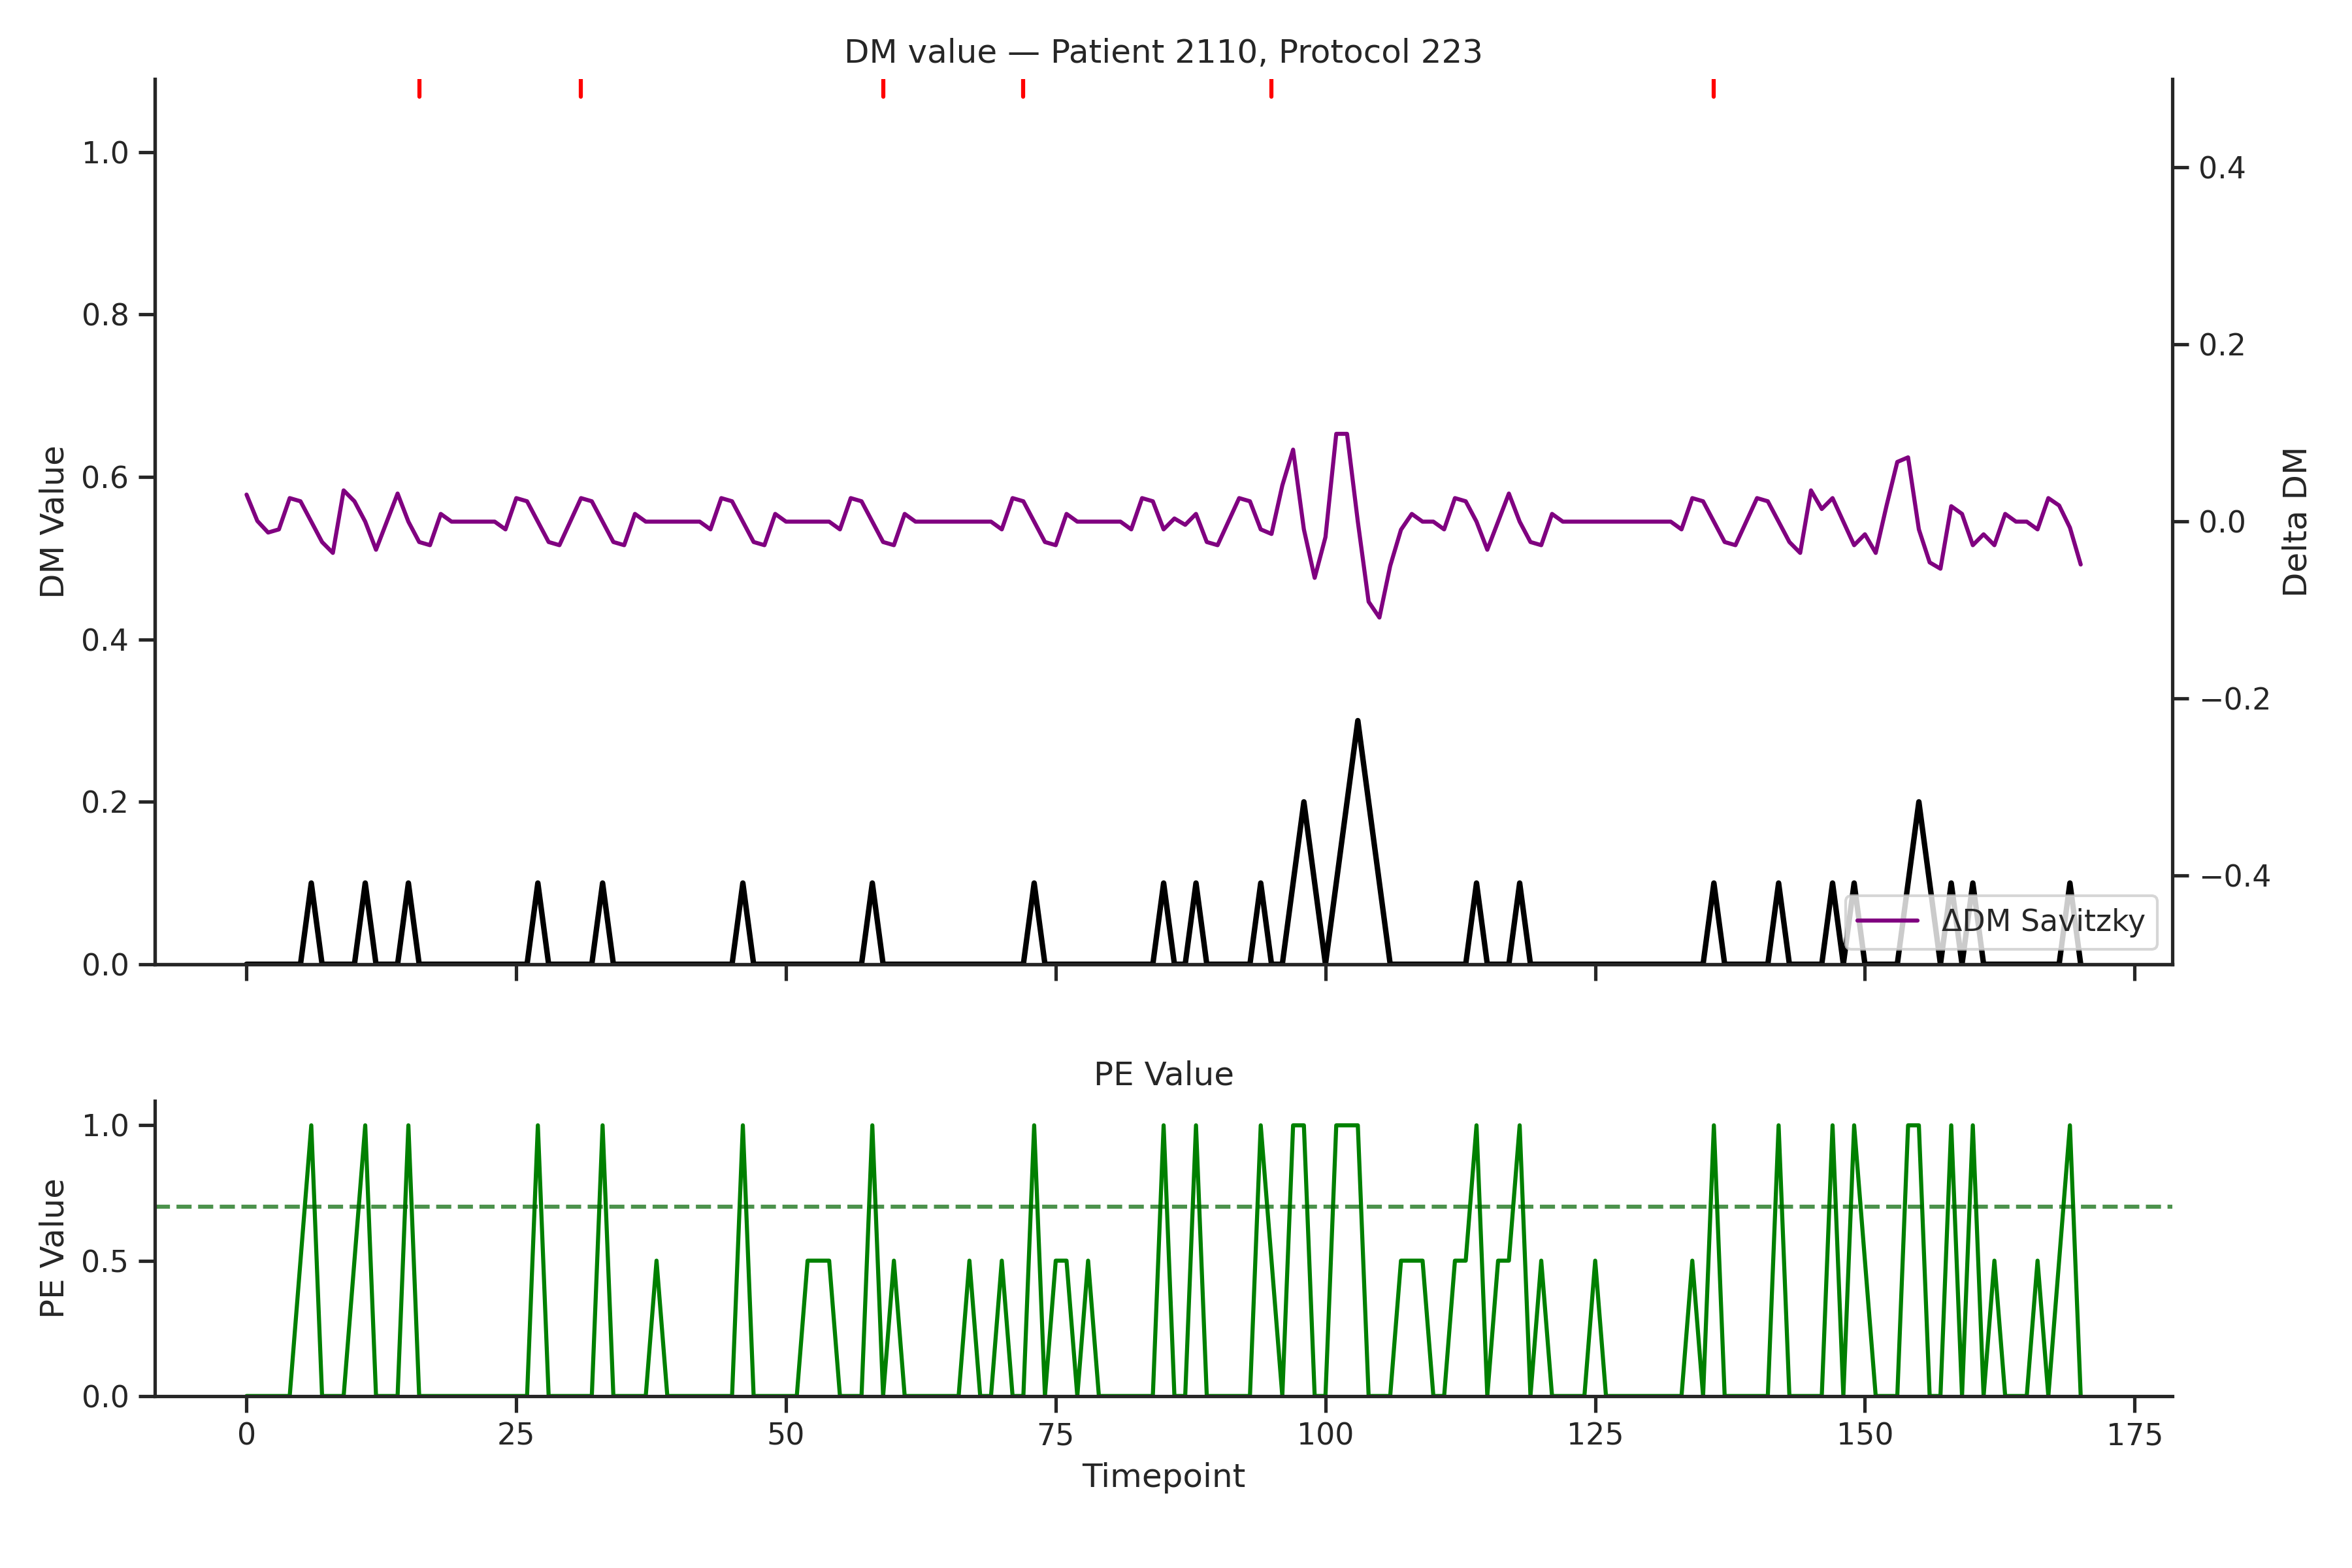 DM value — Patient 2110, Protocol 223
1.0
0.8
0.6
0.4
0.2
0.0
DM Value
0.4
0.2
0.0
−0.2
−0.4
Delta DM
ΔDM Savitzky
PE Value
1.0
0.5
0.0
PE Value
0 25 50 75 100 125 150 175
Timepoint